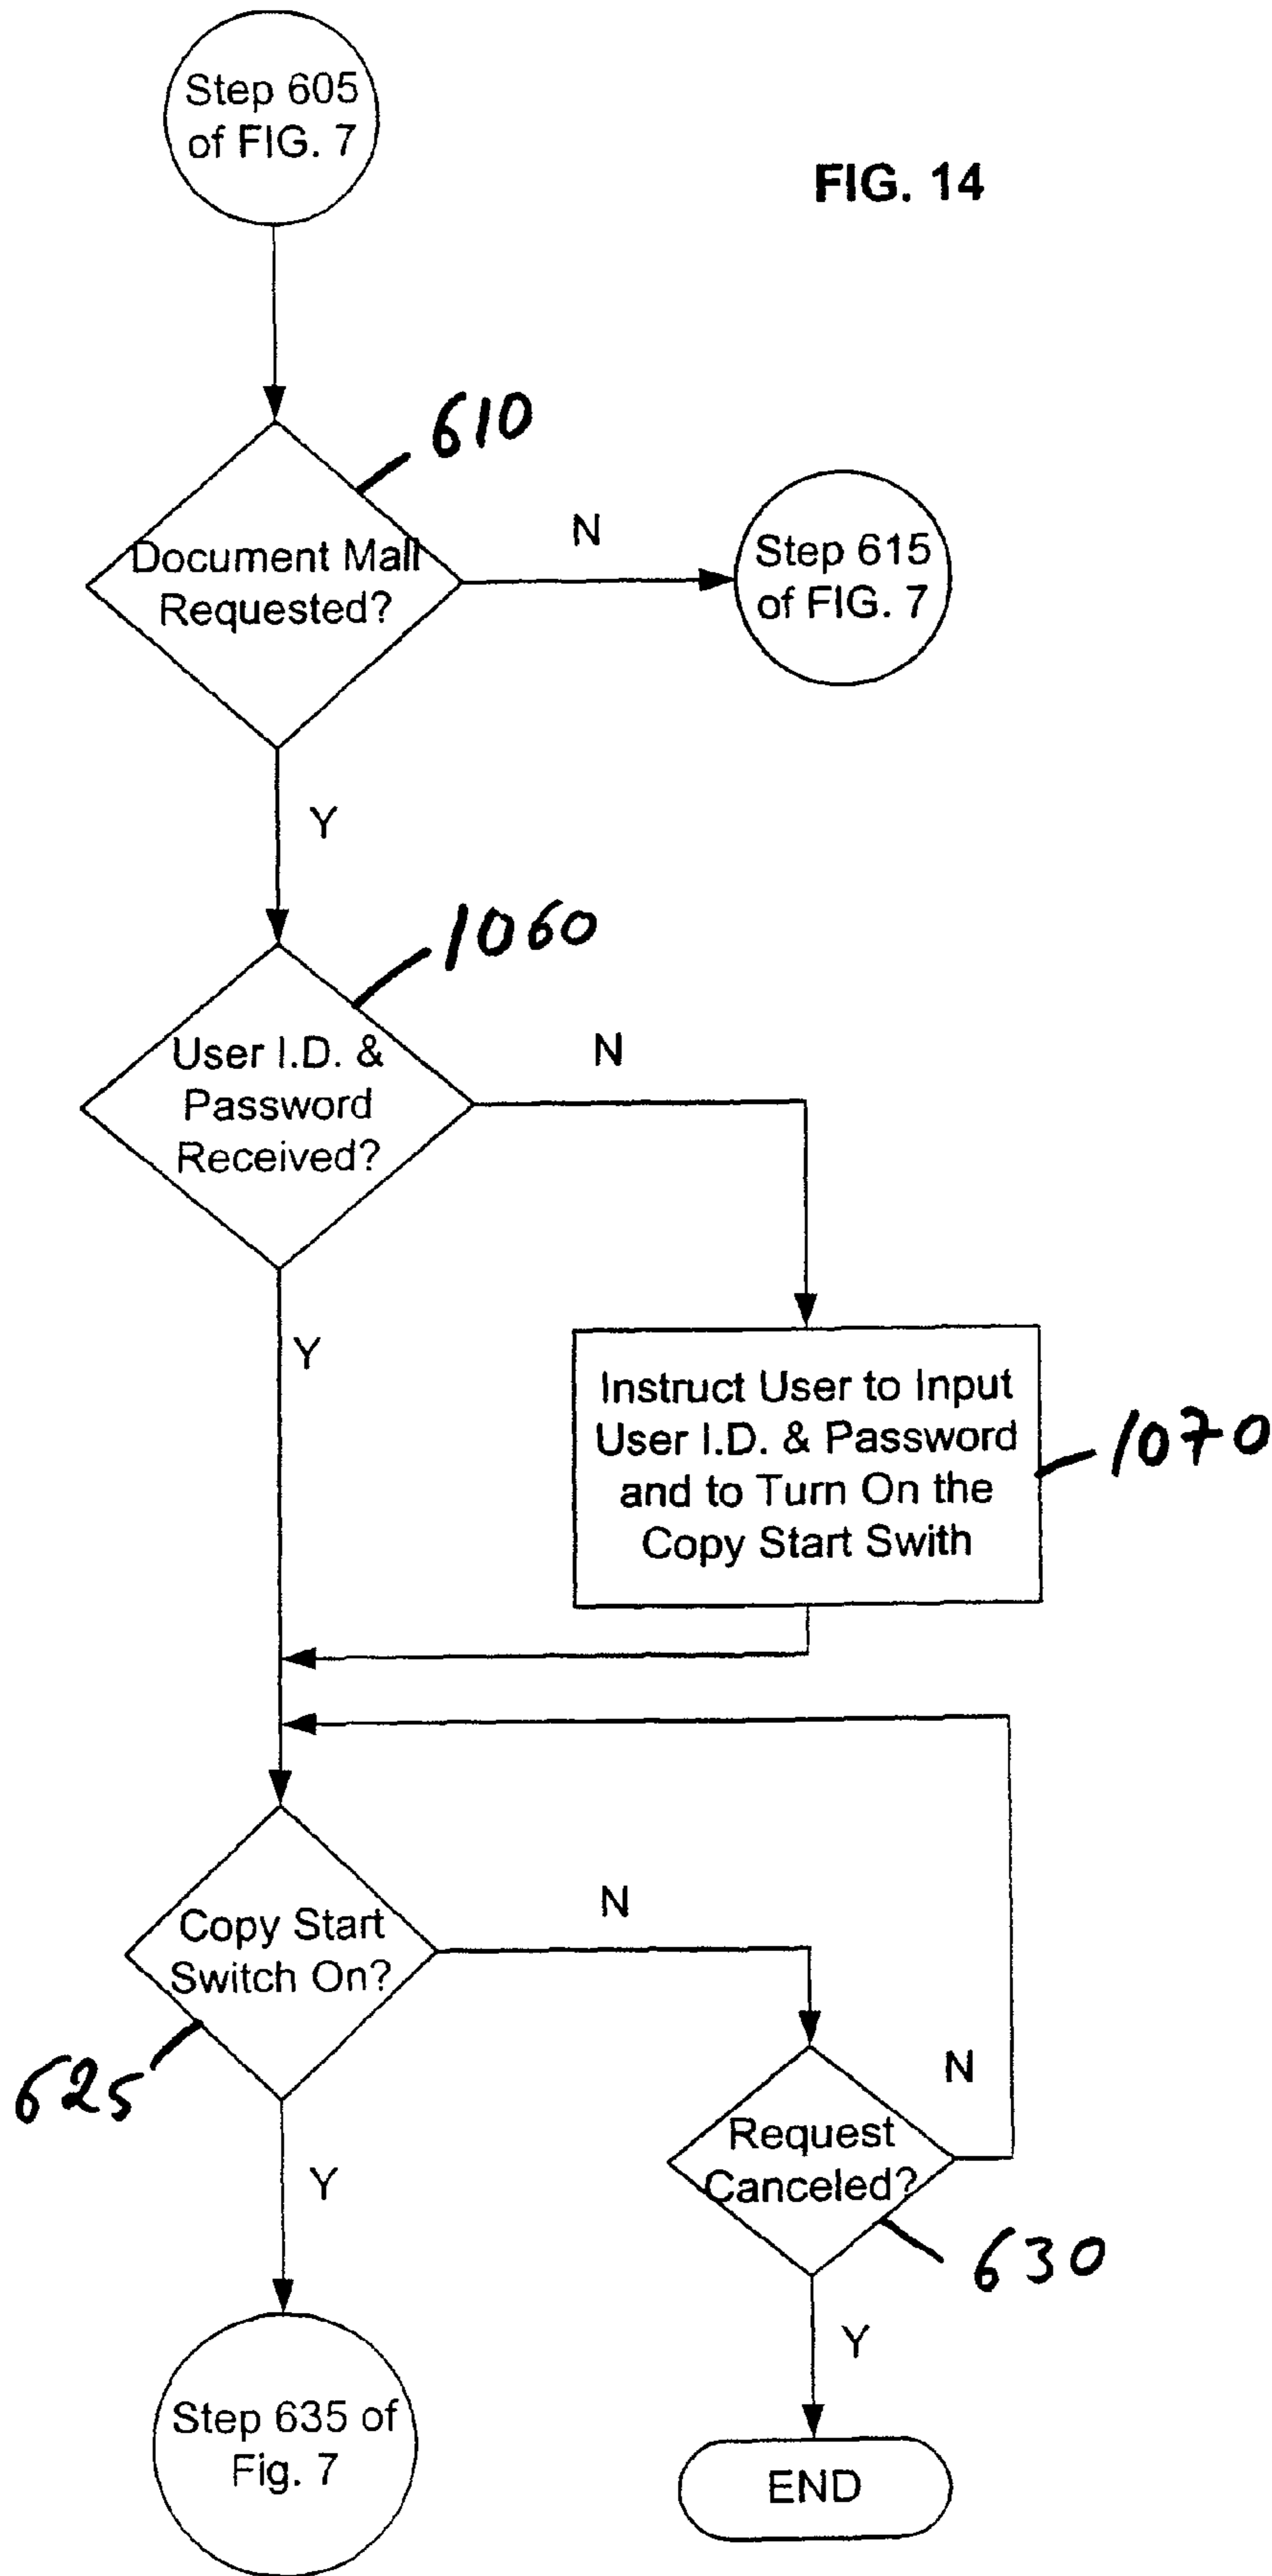 Step 605
of FIG. 7
FIG. 14
610
Document Mall
Requested?
N
Step 615
of FIG. 7
Y
1060
User I.D. &
Password
Received?
N
Y
Instruct User to Input
User I.D. & Password
and to Turn On the
Copy Start Swith
1070
Copy Start
Switch On?
N
625
N
Request
Canceled?
Y
630
Y
Step 635 of
Fig. 7
END